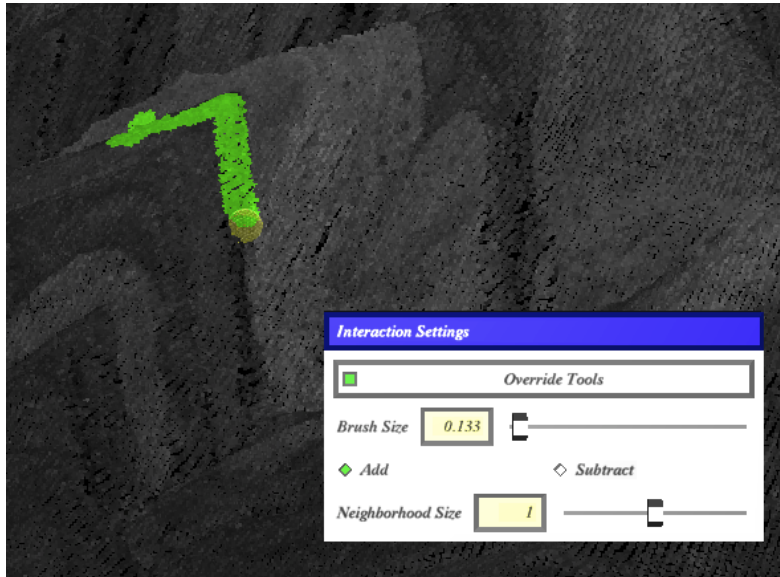 Interaction Settings
Override Tools
Brush Size 0.133
Add Subtract
Neighborhood Size 1